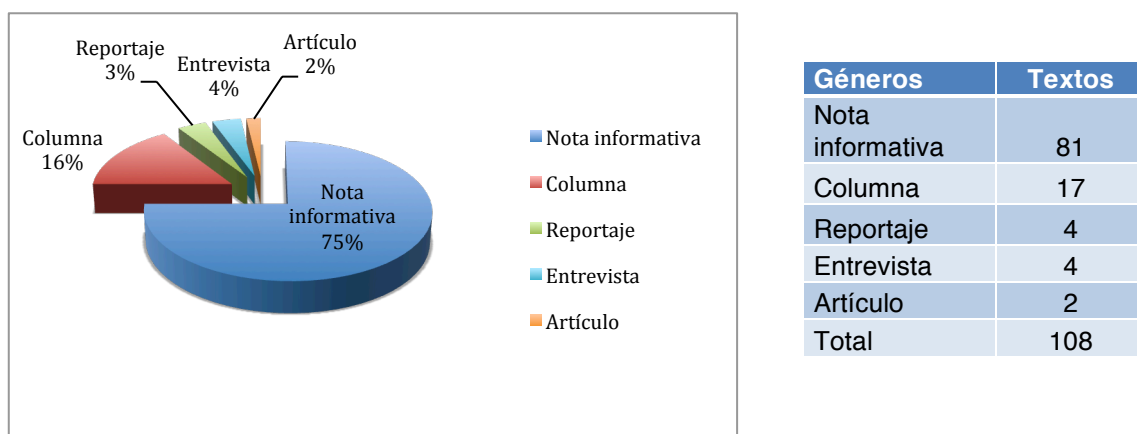 Reportaje
3%
Entrevista
4%
Artículo
2%
Columna
16%
Nota
informativa
75%
Nota informativa
Columna
Reportaje
Entrevista
Artículo
Géneros Textos
Nota
informativa 81
Columna 17
Reportaje 4
Entrevista 4
Artículo 2
Total 108